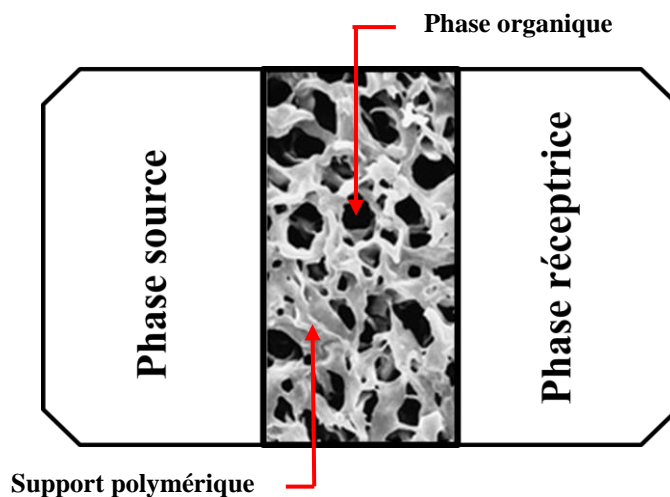 Phase organique
Phase source
Phase réceptrice
Support polymérique